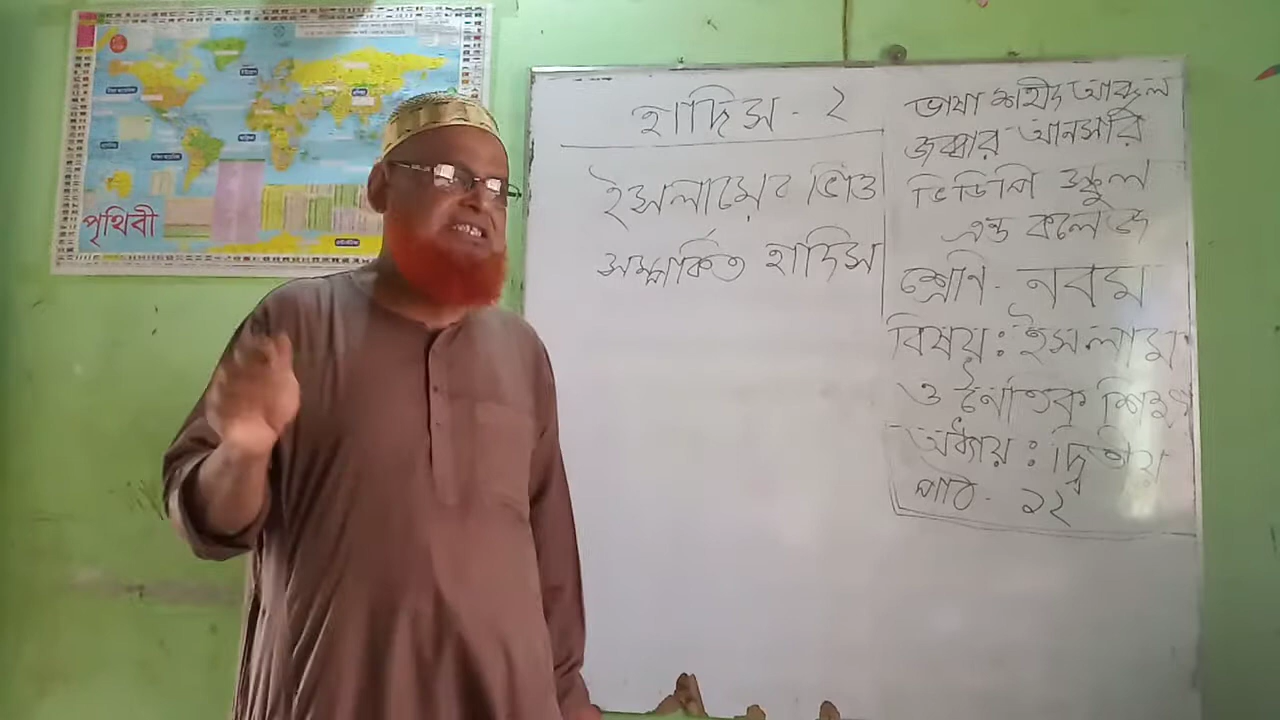 পৃথিবী
হাদিস - ২
ইসলামের ভিত্তি
সম্পর্কিত হাদিস
ভাষা শহীদ আব্দুল
জব্বার আনসার
ভিডিপি স্কুল
এন্ড কলেজ
শ্রেণি - নবম
বিষয় : ইসলাম
ও নৈতিক শিক্ষা
অধ্যায় : দ্বিতীয়
পাঠ - ১২